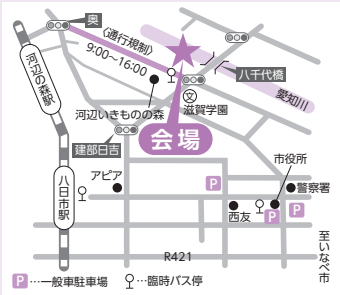 奥
〈通行規制〉
9:00〜16:00
河辺の森駅
八千代橋
愛知川
河辺いきものの森
文
滋賀学園
会場
建部日吉
八日市駅
アピア
市役所
P
警察署
西友
P
P
至いなべ市
R421
P…一般車駐車場
…臨時バス停